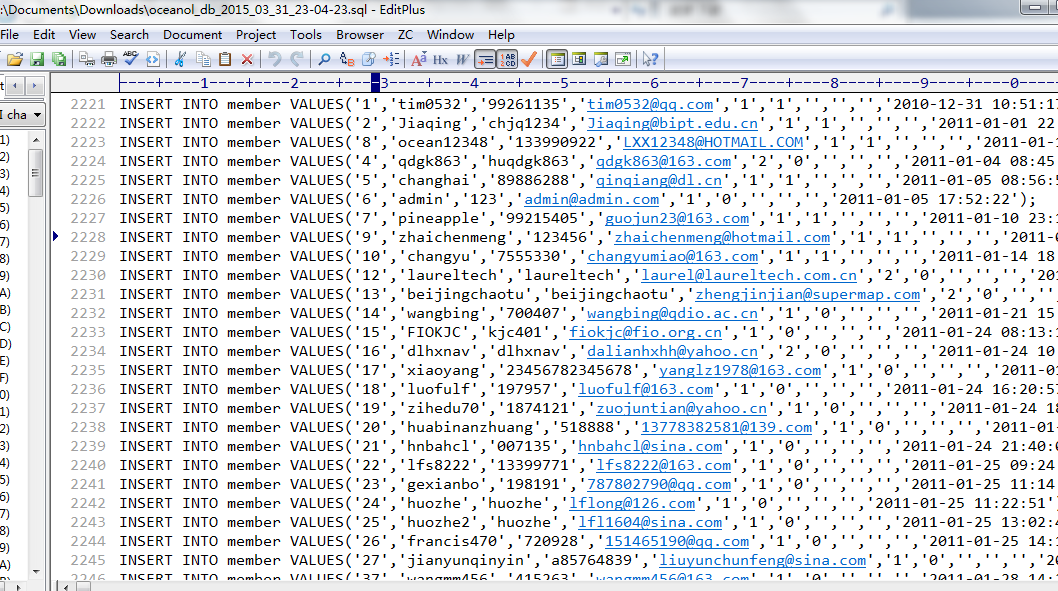 :\Documents\Downloads\oceanol_db_2015_03_31_23-04-23.sql - EditPlus
File Edit View Search Document Project Tools Browser ZC Window Help
----+----1----+----2----+----3----+----4----+----5----+----6----+----7----+----8----+----9----+----0----
2221 INSERT INTO member VALUES('1','tim0532','99261135','tim0532@qq.com','1','1','','','','2010-12-31 10:51:17
2222 INSERT INTO member VALUES('2','Jiaqing','chjq1234','Jiaqing@bipt.edu.cn','1','1','','','','2011-01-01 22
2223 INSERT INTO member VALUES('8','ocean12348','133990922','LXX12348@HOTMAIL.COM','1','1','','','','2011-01-1
2224 INSERT INTO member VALUES('4','qdgk863','huqdgk863','qdgk863@163.com','2','0','','','','2011-01-04 08:45
2225 INSERT INTO member VALUES('5','changhai','89886288','qinqiang@dl.cn','1','1','','','','2011-01-05 08:56:5
2226 INSERT INTO member VALUES('6','admin','123','admin@admin.com','1','0','','','','2011-01-05 17:52:22');
2227 INSERT INTO member VALUES('7','pineapple','99215405','guojun23@163.com','1','1','','','','2011-01-10 23:1
2228 INSERT INTO member VALUES('9','zhaichenmeng','123456','zhaichenmeng@hotmail.com','1','1','','','','2011-0
2229 INSERT INTO member VALUES('10','changyu','7555330','changyumiao@163.com','1','1','','','','2011-01-14 18
2230 INSERT INTO member VALUES('12','laureltech','laureltech','laurel@laureltech.com.cn','2','0','','','','201
2231 INSERT INTO member VALUES('13','beijingchaotu','beijingchaotu','zhengjinjian@supermap.com','2','0','','',
2232 INSERT INTO member VALUES('14','wangbing','700407','wangbing@qdio.ac.cn','1','0','','','','2011-01-21 15
2233 INSERT INTO member VALUES('15','FIOKJC','kjc401','fiokjc@fio.org.cn','1','0','','','','2011-01-24 08:13:1
2234 INSERT INTO member VALUES('16','dlhxnav','dlhxnav','dalianhxhh@yahoo.cn','2','0','','','','2011-01-24 10
2235 INSERT INTO member VALUES('17','xiaoyang','23456782345678','yanglz1978@163.com','1','0','','','','2011-01
2236 INSERT INTO member VALUES('18','luofulf','197957','luofulf@163.com','1','0','','','','2011-01-24 16:20:57
2237 INSERT INTO member VALUES('19','zihedu70','1874121','zuojuntian@yahoo.cn','1','0','','','','2011-01-24 18
2238 INSERT INTO member VALUES('20','huabinanzhuang','518888','13778382581@139.com','1','0','','','','2011-01-
2239 INSERT INTO member VALUES('21','hnbahcl','007135','hnbahcl@sina.com','1','0','','','','2011-01-24 21:40:0
2240 INSERT INTO member VALUES('22','lfs8222','13399771','lfs8222@163.com','1','0','','','','2011-01-25 09:24
2241 INSERT INTO member VALUES('23','gexianbo','198191','787802790@qq.com','1','0','','','','2011-01-25 11:14
2242 INSERT INTO member VALUES('24','huozhe','huozhe','lflong@126.com','1','0','','','','2011-01-25 11:22:51'
2243 INSERT INTO member VALUES('25','huozhe2','huozhe','lfl1604@sina.com','1','0','','','','2011-01-25 13:02:4
2244 INSERT INTO member VALUES('26','francis470','720928','151465190@qq.com','1','0','','','','2011-01-25 14:1
2245 INSERT INTO member VALUES('27','jianyunqinyin','a85764839','liuyunchunfeng@sina.com','1','0','','','','20
2246 INSERT INTO member VALUES('37','wangmm456','415263','wangmm456@163.com','1','0','','','','2011-01-28 14:1